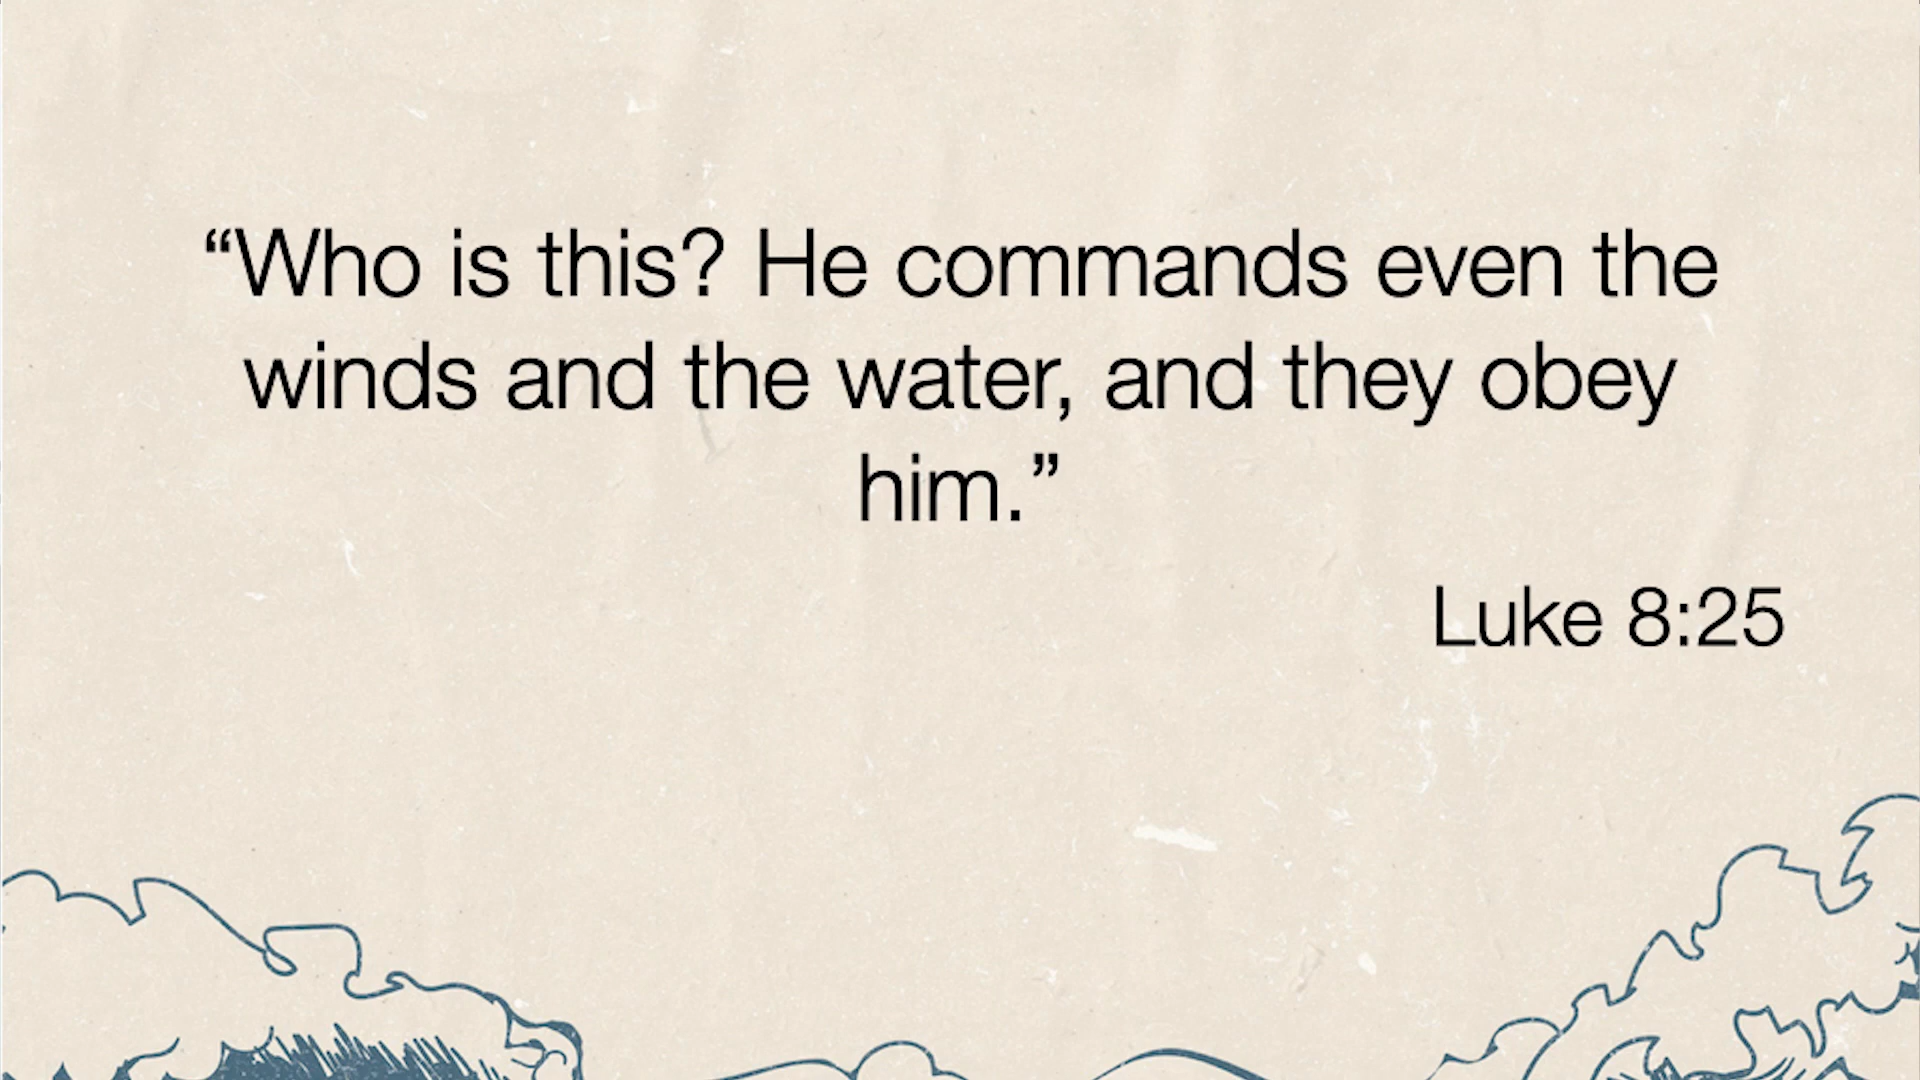 “Who is this? He commands even the
winds and the water, and they obey
him.”
Luke 8:25